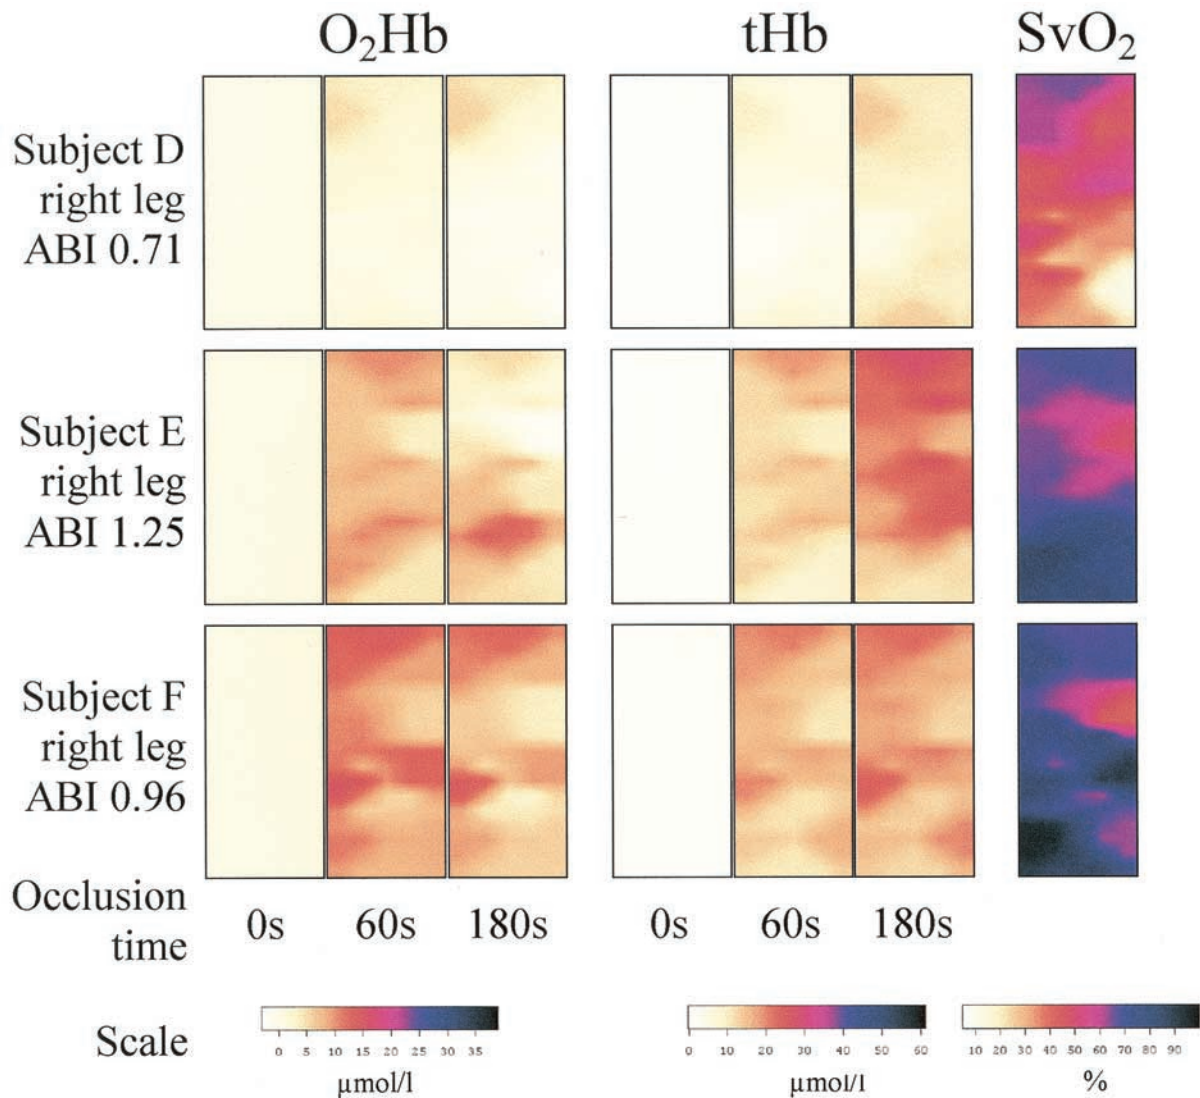 O₂Hb tHb SvO₂
Subject D
right leg
ABI 0.71
Subject E
right leg
ABI 1.25
Subject F
right leg
ABI 0.96
Occlusion
time
0s 60s 180s 0s 60s 180s
Scale
0 5 10 15 20 25 30 35
µmol/l
0 10 20 30 40 50 60
µmol/l
10 20 30 40 50 60 70 80 90
%